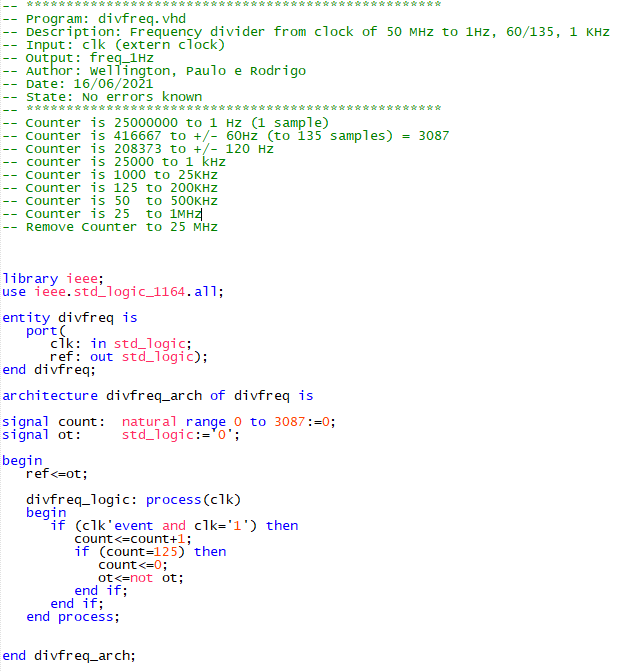 -- ****************************************************
-- Program: divfreq.vhd
-- Description: Frequency divider from clock of 50 MHz to 1Hz, 60/135, 1 KHz
-- Input: clk (extern clock)
-- Output: freq_1Hz
-- Author: Wellington, Paulo e Rodrigo
-- Date: 16/06/2021
-- State: No errors known
-- ****************************************************
-- Counter is 25000000 to 1 Hz (1 sample)
-- Counter is 416667 to +/- 60Hz (to 135 samples) = 3087
-- Counter is 208373 to +/- 120 Hz
-- counter is 25000 to 1 kHz
-- Counter is 1000 to 25KHz
-- Counter is 125 to 200KHz
-- Counter is 50  to 500KHz
-- Counter is 25  to 1MHz
-- Remove Counter to 25 MHz
library ieee;
use ieee.std_logic_1164.all;
entity divfreq is
   port(
      clk: in std_logic;
      ref: out std_logic);
end divfreq;
architecture divfreq_arch of divfreq is
signal count:  natural range 0 to 3087:=0;
signal ot:     std_logic:='0';
begin
   ref<=ot;
   divfreq_logic: process(clk)
   begin
      if (clk'event and clk='1') then
         count<=count+1;
         if (count=125) then
            count<=0;
            ot<=not ot;
         end if;
      end if;
   end process;
end divfreq_arch;